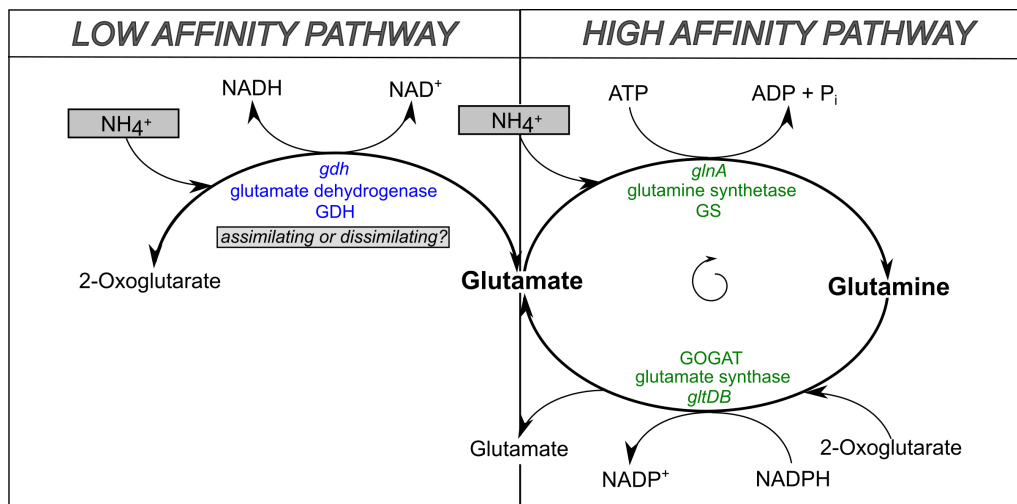 LOW AFFINITY PATHWAY
HIGH AFFINITY PATHWAY
NADH
NAD⁺
NH₄⁺
gdh
glutamate dehydrogenase
GDH
assimilating or dissimilating?
2-Oxoglutarate
Glutamate
NH₄⁺
ATP
ADP + Pᵢ
glnA
glutamine synthetase
GS
Glutamine
GOGAT
glutamate synthase
gltDB
Glutamate
NADP⁺
NADPH
2-Oxoglutarate